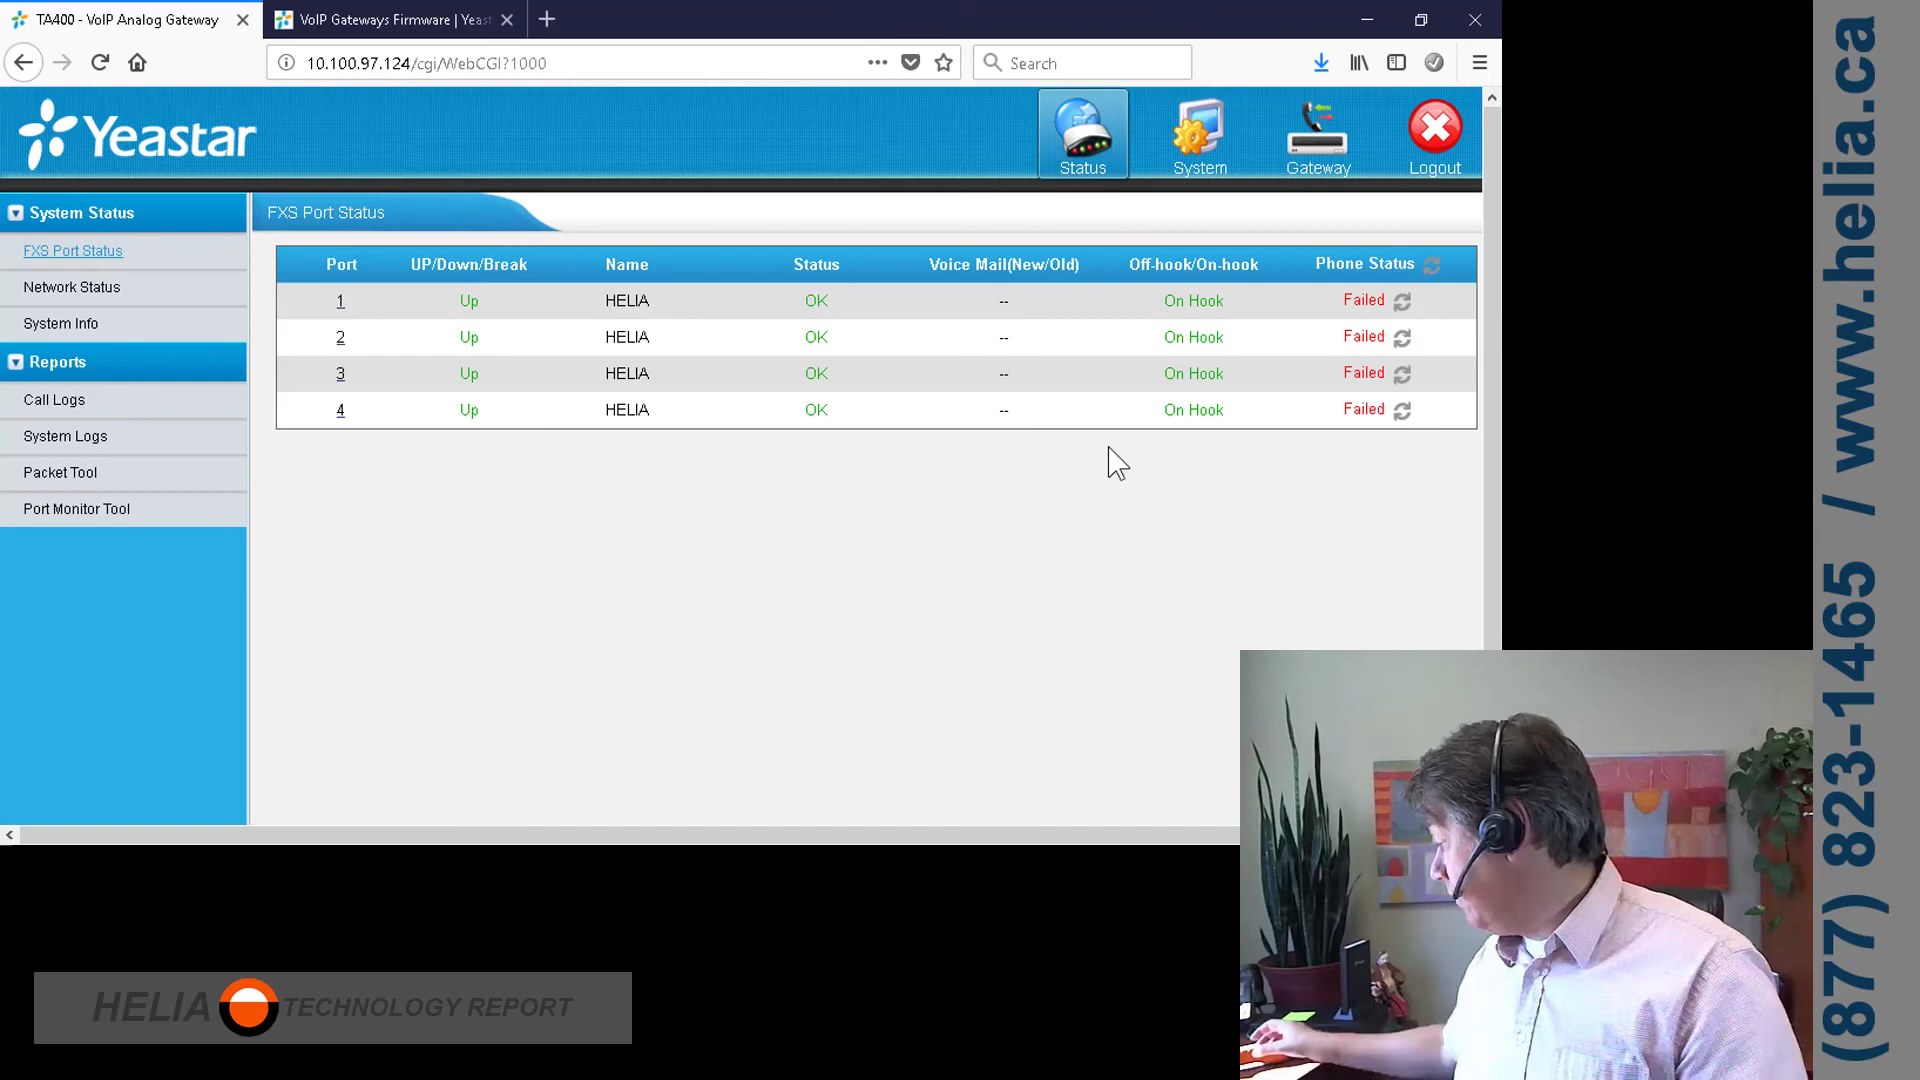 TA400 - VoIP Analog Gateway
VoIP Gateways Firmware | Yeast
10.100.97.124/cgi/WebCGI?1000
Search
Yeastar
Status
System
Gateway
Logout
System Status
FXS Port Status
Network Status
System Info
Reports
Call Logs
System Logs
Packet Tool
Port Monitor Tool
FXS Port Status
Port UP/Down/Break Name Status Voice Mail(New/Old) Off-hook/On-hook Phone Status
1 Up HELIA OK -- On Hook Failed
2 Up HELIA OK -- On Hook Failed
3 Up HELIA OK -- On Hook Failed
4 Up HELIA OK -- On Hook Failed
HELIA TECHNOLOGY REPORT
(877) 823-1465 / www.helia.ca